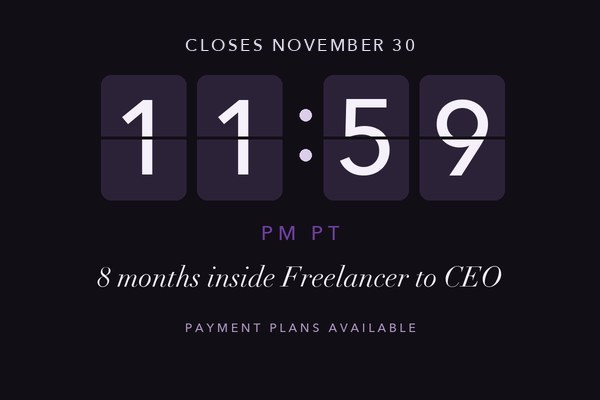 CLOSES NOVEMBER 30
11:59
PM PT
8 months inside Freelancer to CEO
PAYMENT PLANS AVAILABLE